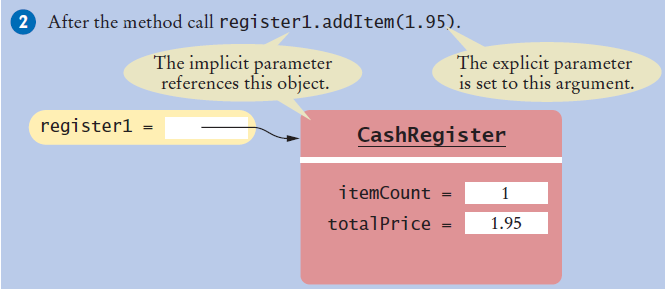 2 After the method call register1.addItem(1.95).
The implicit parameter
references this object.
The explicit parameter
is set to this argument.
register1 =
CashRegister
itemCount = 1
totalPrice = 1.95